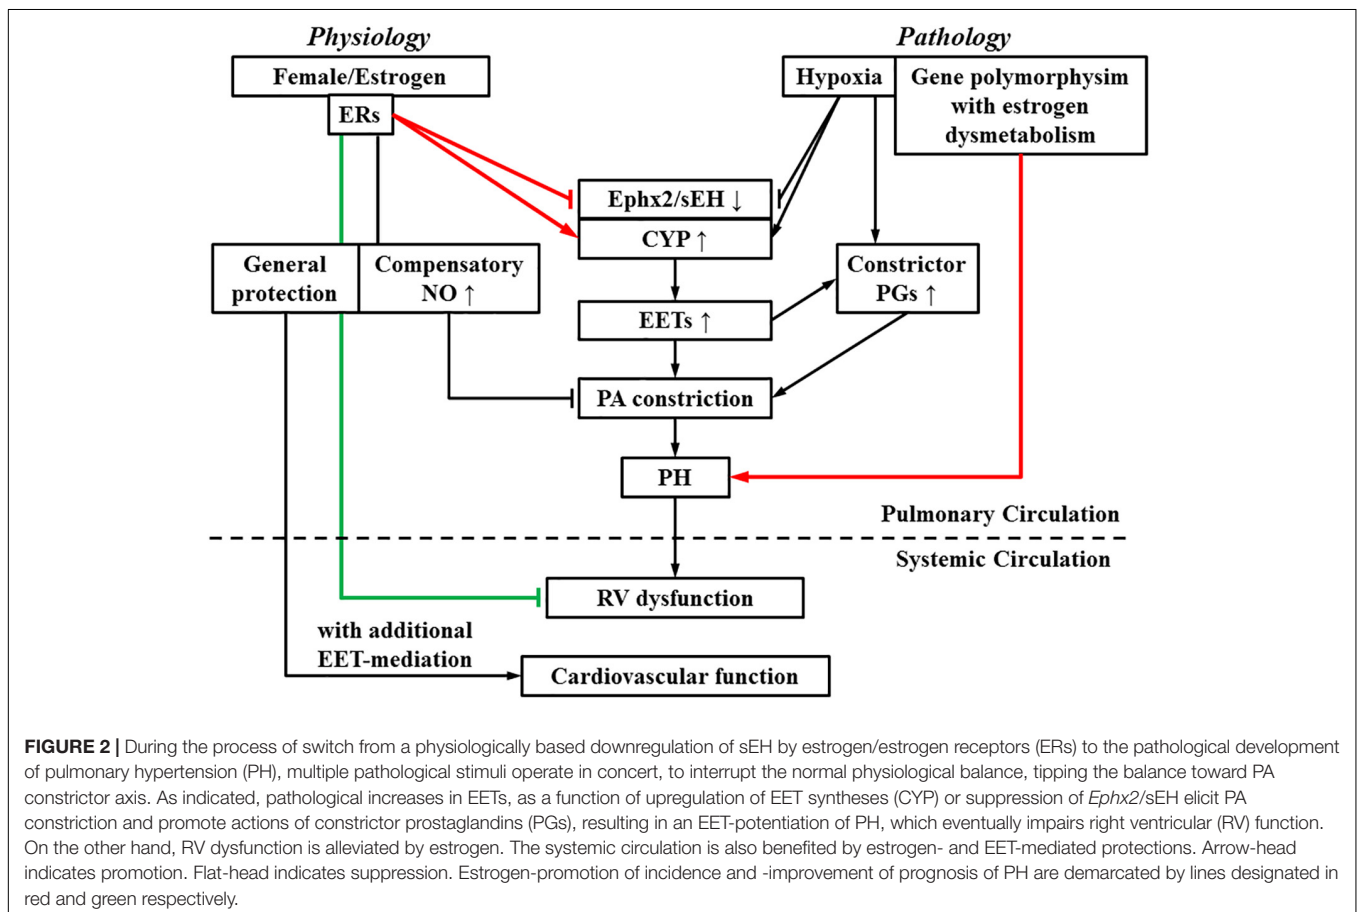 Physiology
Pathology
Female/Estrogen
ERs
Hypoxia
Gene polymorphysim
with estrogen
dysmetabolism
Ephx2/sEH ↓
CYP ↑
General
protection
Compensatory
NO ↑
Constrictor
PGs ↑
EETs ↑
PA constriction
PH
Pulmonary Circulation
Systemic Circulation
RV dysfunction
with additional
EET-mediation
Cardiovascular function
FIGURE 2 | During the process of switch from a physiologically based downregulation of sEH by estrogen/estrogen receptors (ERs) to the pathological development
of pulmonary hypertension (PH), multiple pathological stimuli operate in concert, to interrupt the normal physiological balance, tipping the balance toward PA
constrictor axis. As indicated, pathological increases in EETs, as a function of upregulation of EET syntheses (CYP) or suppression of Ephx2/sEH elicit PA
constriction and promote actions of constrictor prostaglandins (PGs), resulting in an EET-potentiation of PH, which eventually impairs right ventricular (RV) function.
On the other hand, RV dysfunction is alleviated by estrogen. The systemic circulation is also benefited by estrogen- and EET-mediated protections. Arrow-head
indicates promotion. Flat-head indicates suppression. Estrogen-promotion of incidence and -improvement of prognosis of PH are demarcated by lines designated in
red and green respectively.